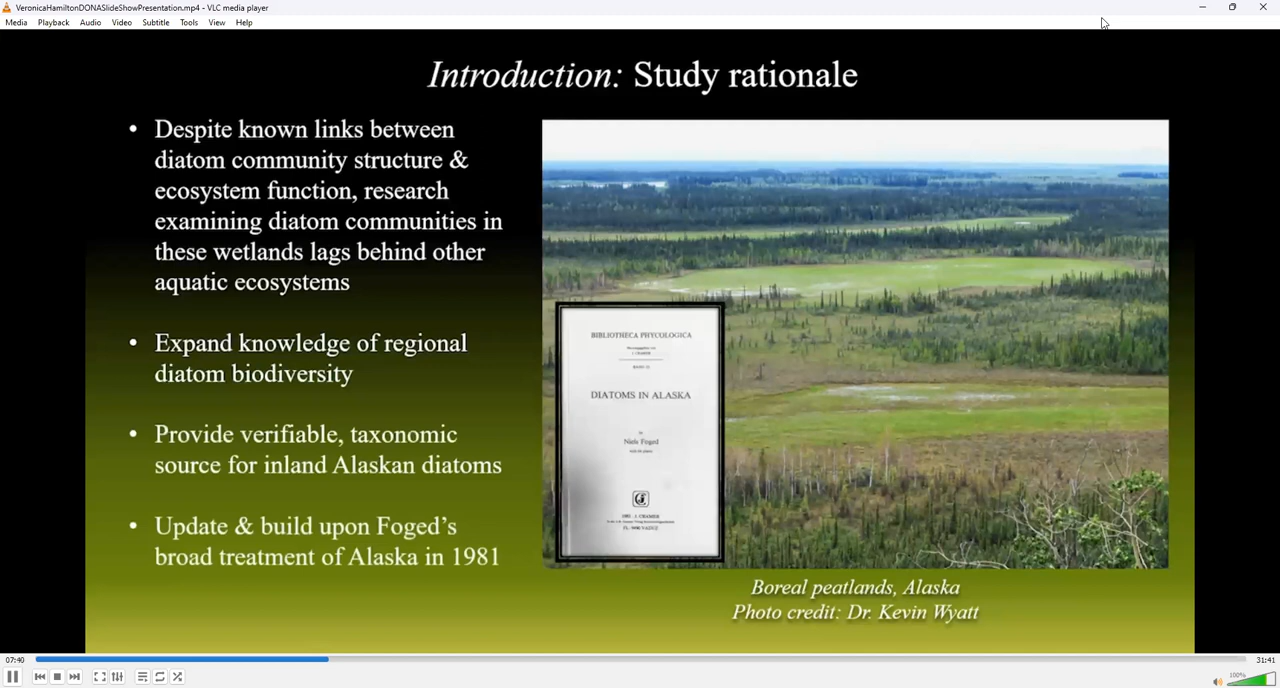 VeronicaHamiltonDONASlideShowPresentation.mp4 - VLC media player
Media Playback Audio Video Subtitle Tools View Help
Introduction: Study rationale
• Despite known links between
diatom community structure &
ecosystem function, research
examining diatom communities in
these wetlands lags behind other
aquatic ecosystems
• Expand knowledge of regional
diatom biodiversity
• Provide verifiable, taxonomic
source for inland Alaskan diatoms
• Update & build upon Foged's
broad treatment of Alaska in 1981
BIBLIOTHECA PHYCOLOGICA
J. CRAMER
DIATOMS IN ALASKA
by
Niels Foged
Boreal peatlands, Alaska
Photo credit: Dr. Kevin Wyatt
07:40
31:41
100%